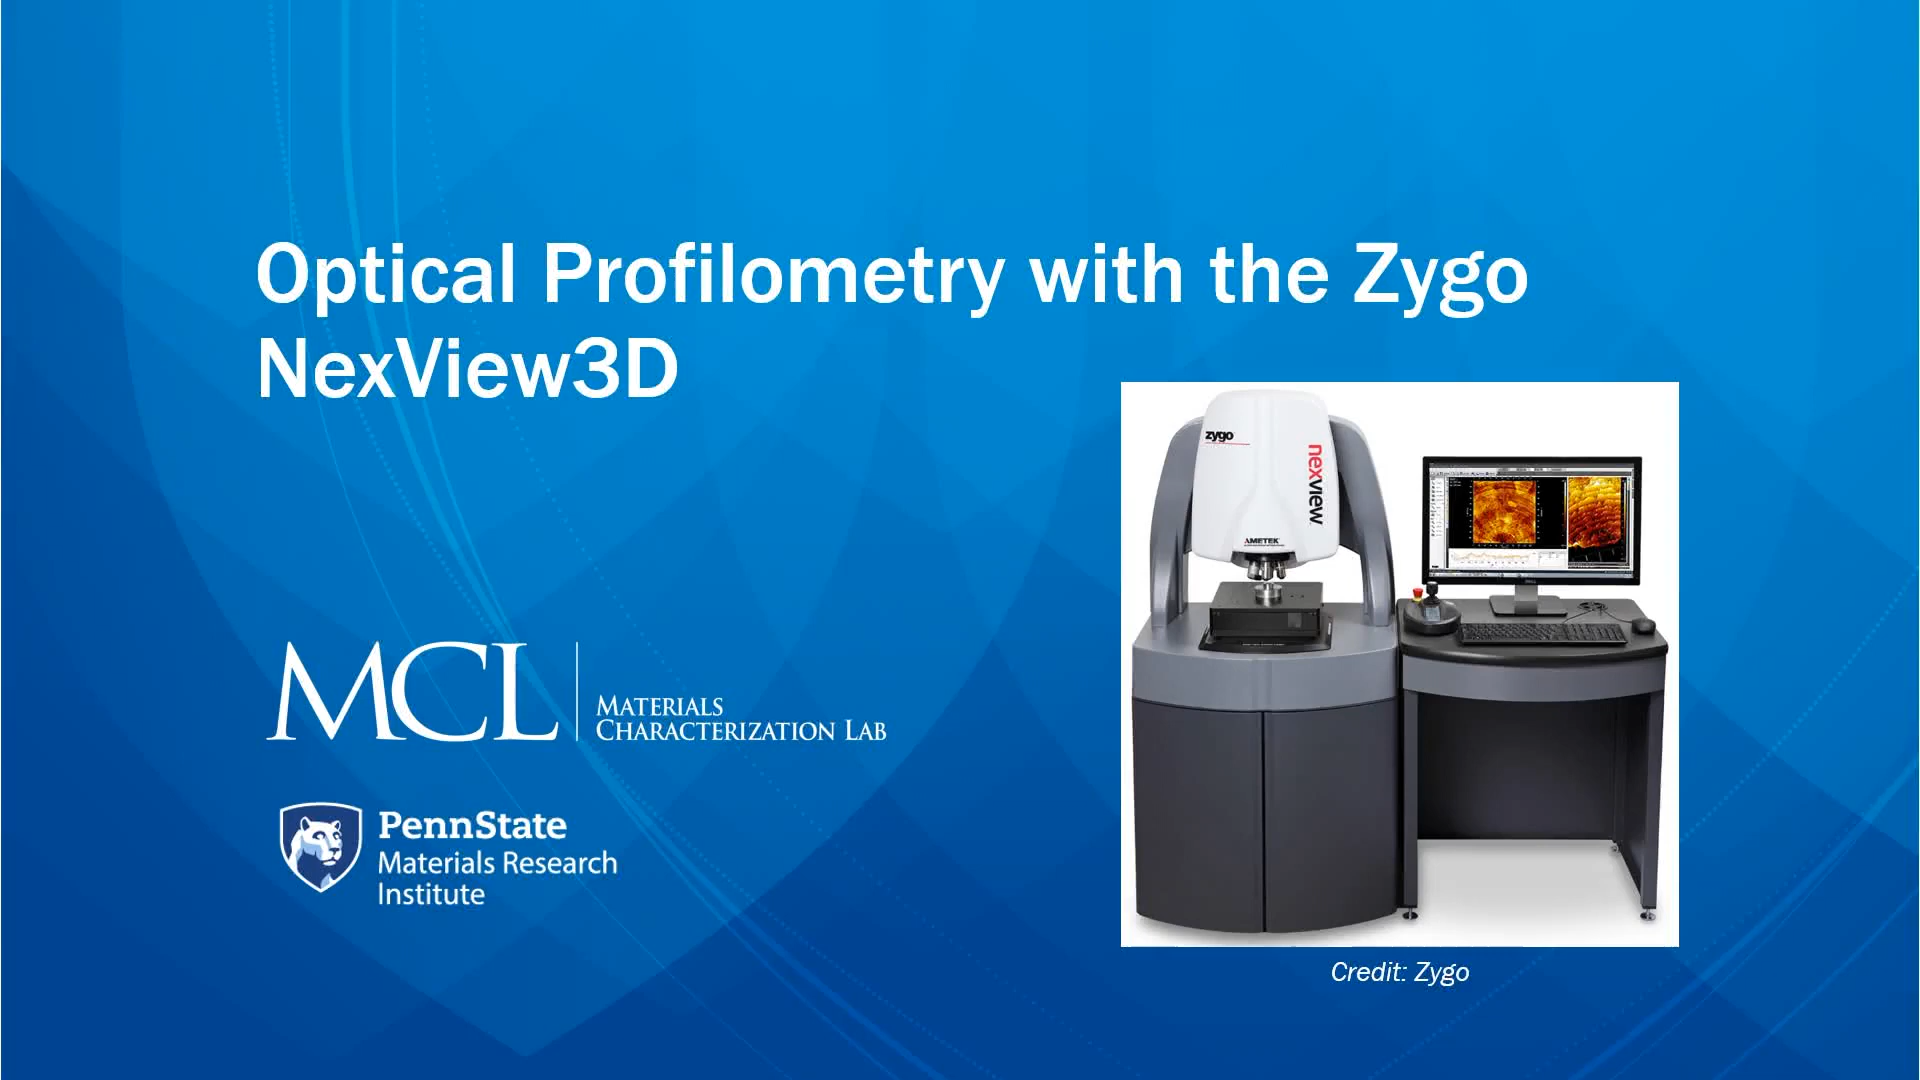 Optical Profilometry with the Zygo
NexView3D
zygo
nexview
AMETEK
MCL
MATERIALS
CHARACTERIZATION LAB
PennState
Materials Research
Institute
Credit: Zygo